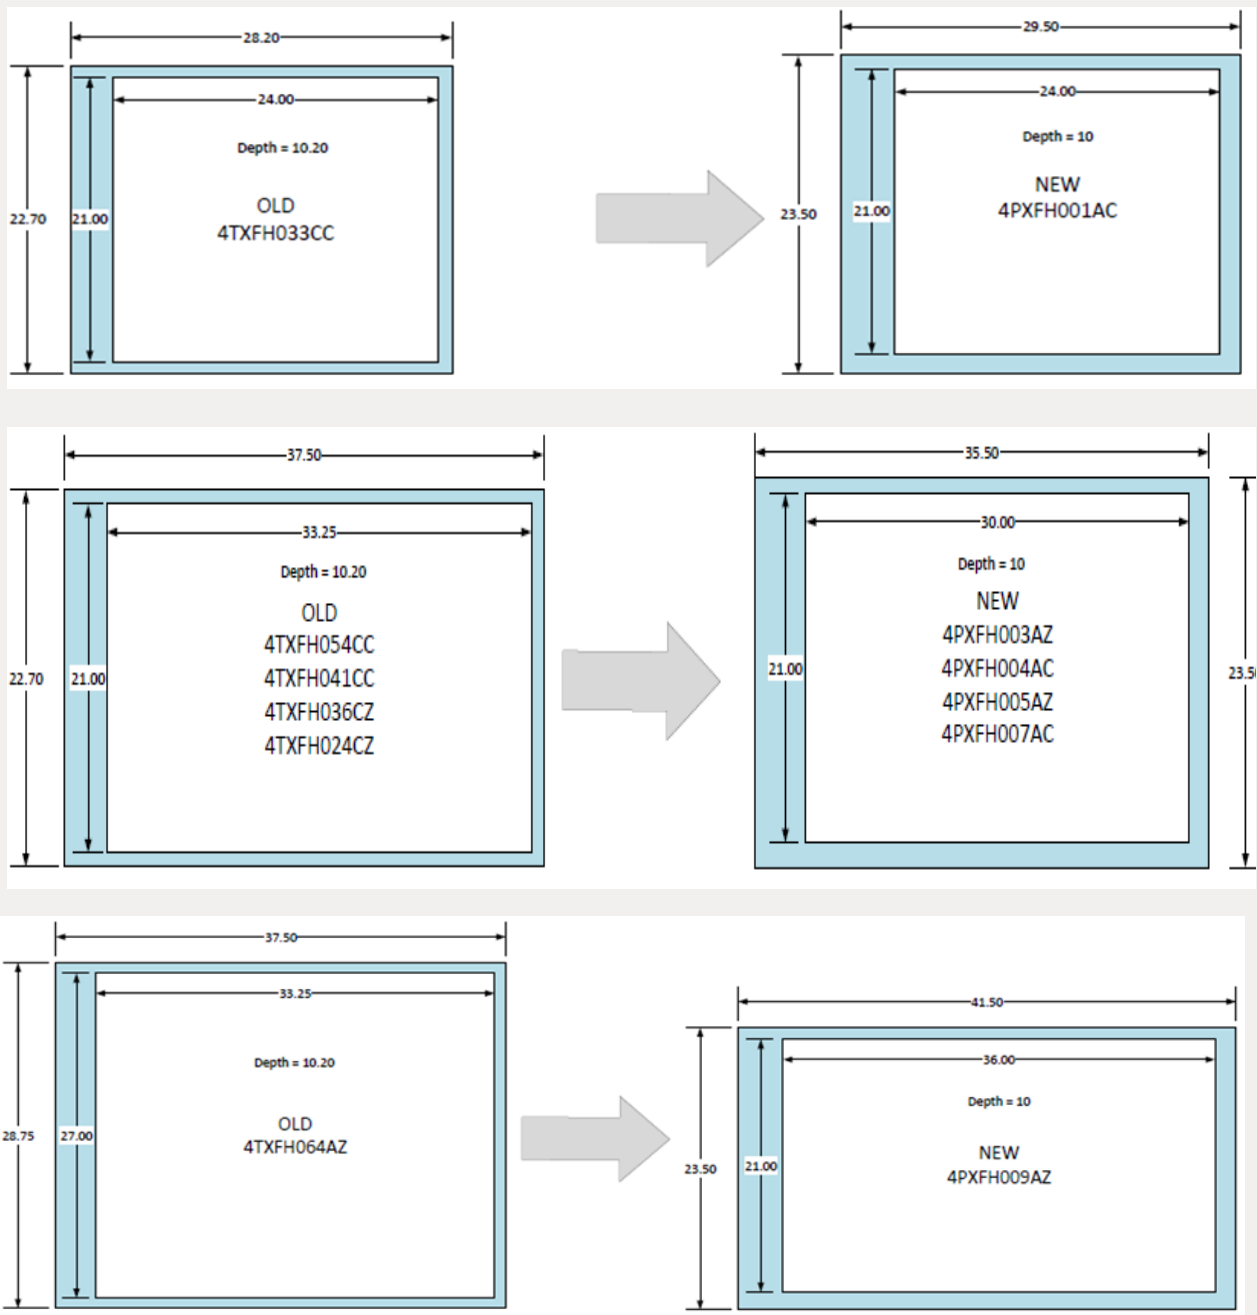 28.20
24.00
Depth = 10.20
OLD
4TXFH033CC
22.70
21.00
29.50
24.00
Depth = 10
NEW
4PXFH001AC
23.50
21.00
37.50
33.25
Depth = 10.20
OLD
4TXFH054CC
4TXFH041CC
4TXFH036CZ
4TXFH024CZ
22.70
21.00
35.50
30.00
Depth = 10
NEW
4PXFH003AZ
4PXFH004AC
4PXFH005AZ
4PXFH007AC
21.00
23.5
37.50
33.25
Depth = 10.20
OLD
4TXFH064AZ
28.75
27.00
41.50
36.00
Depth = 10
NEW
4PXFH009AZ
23.50
21.00